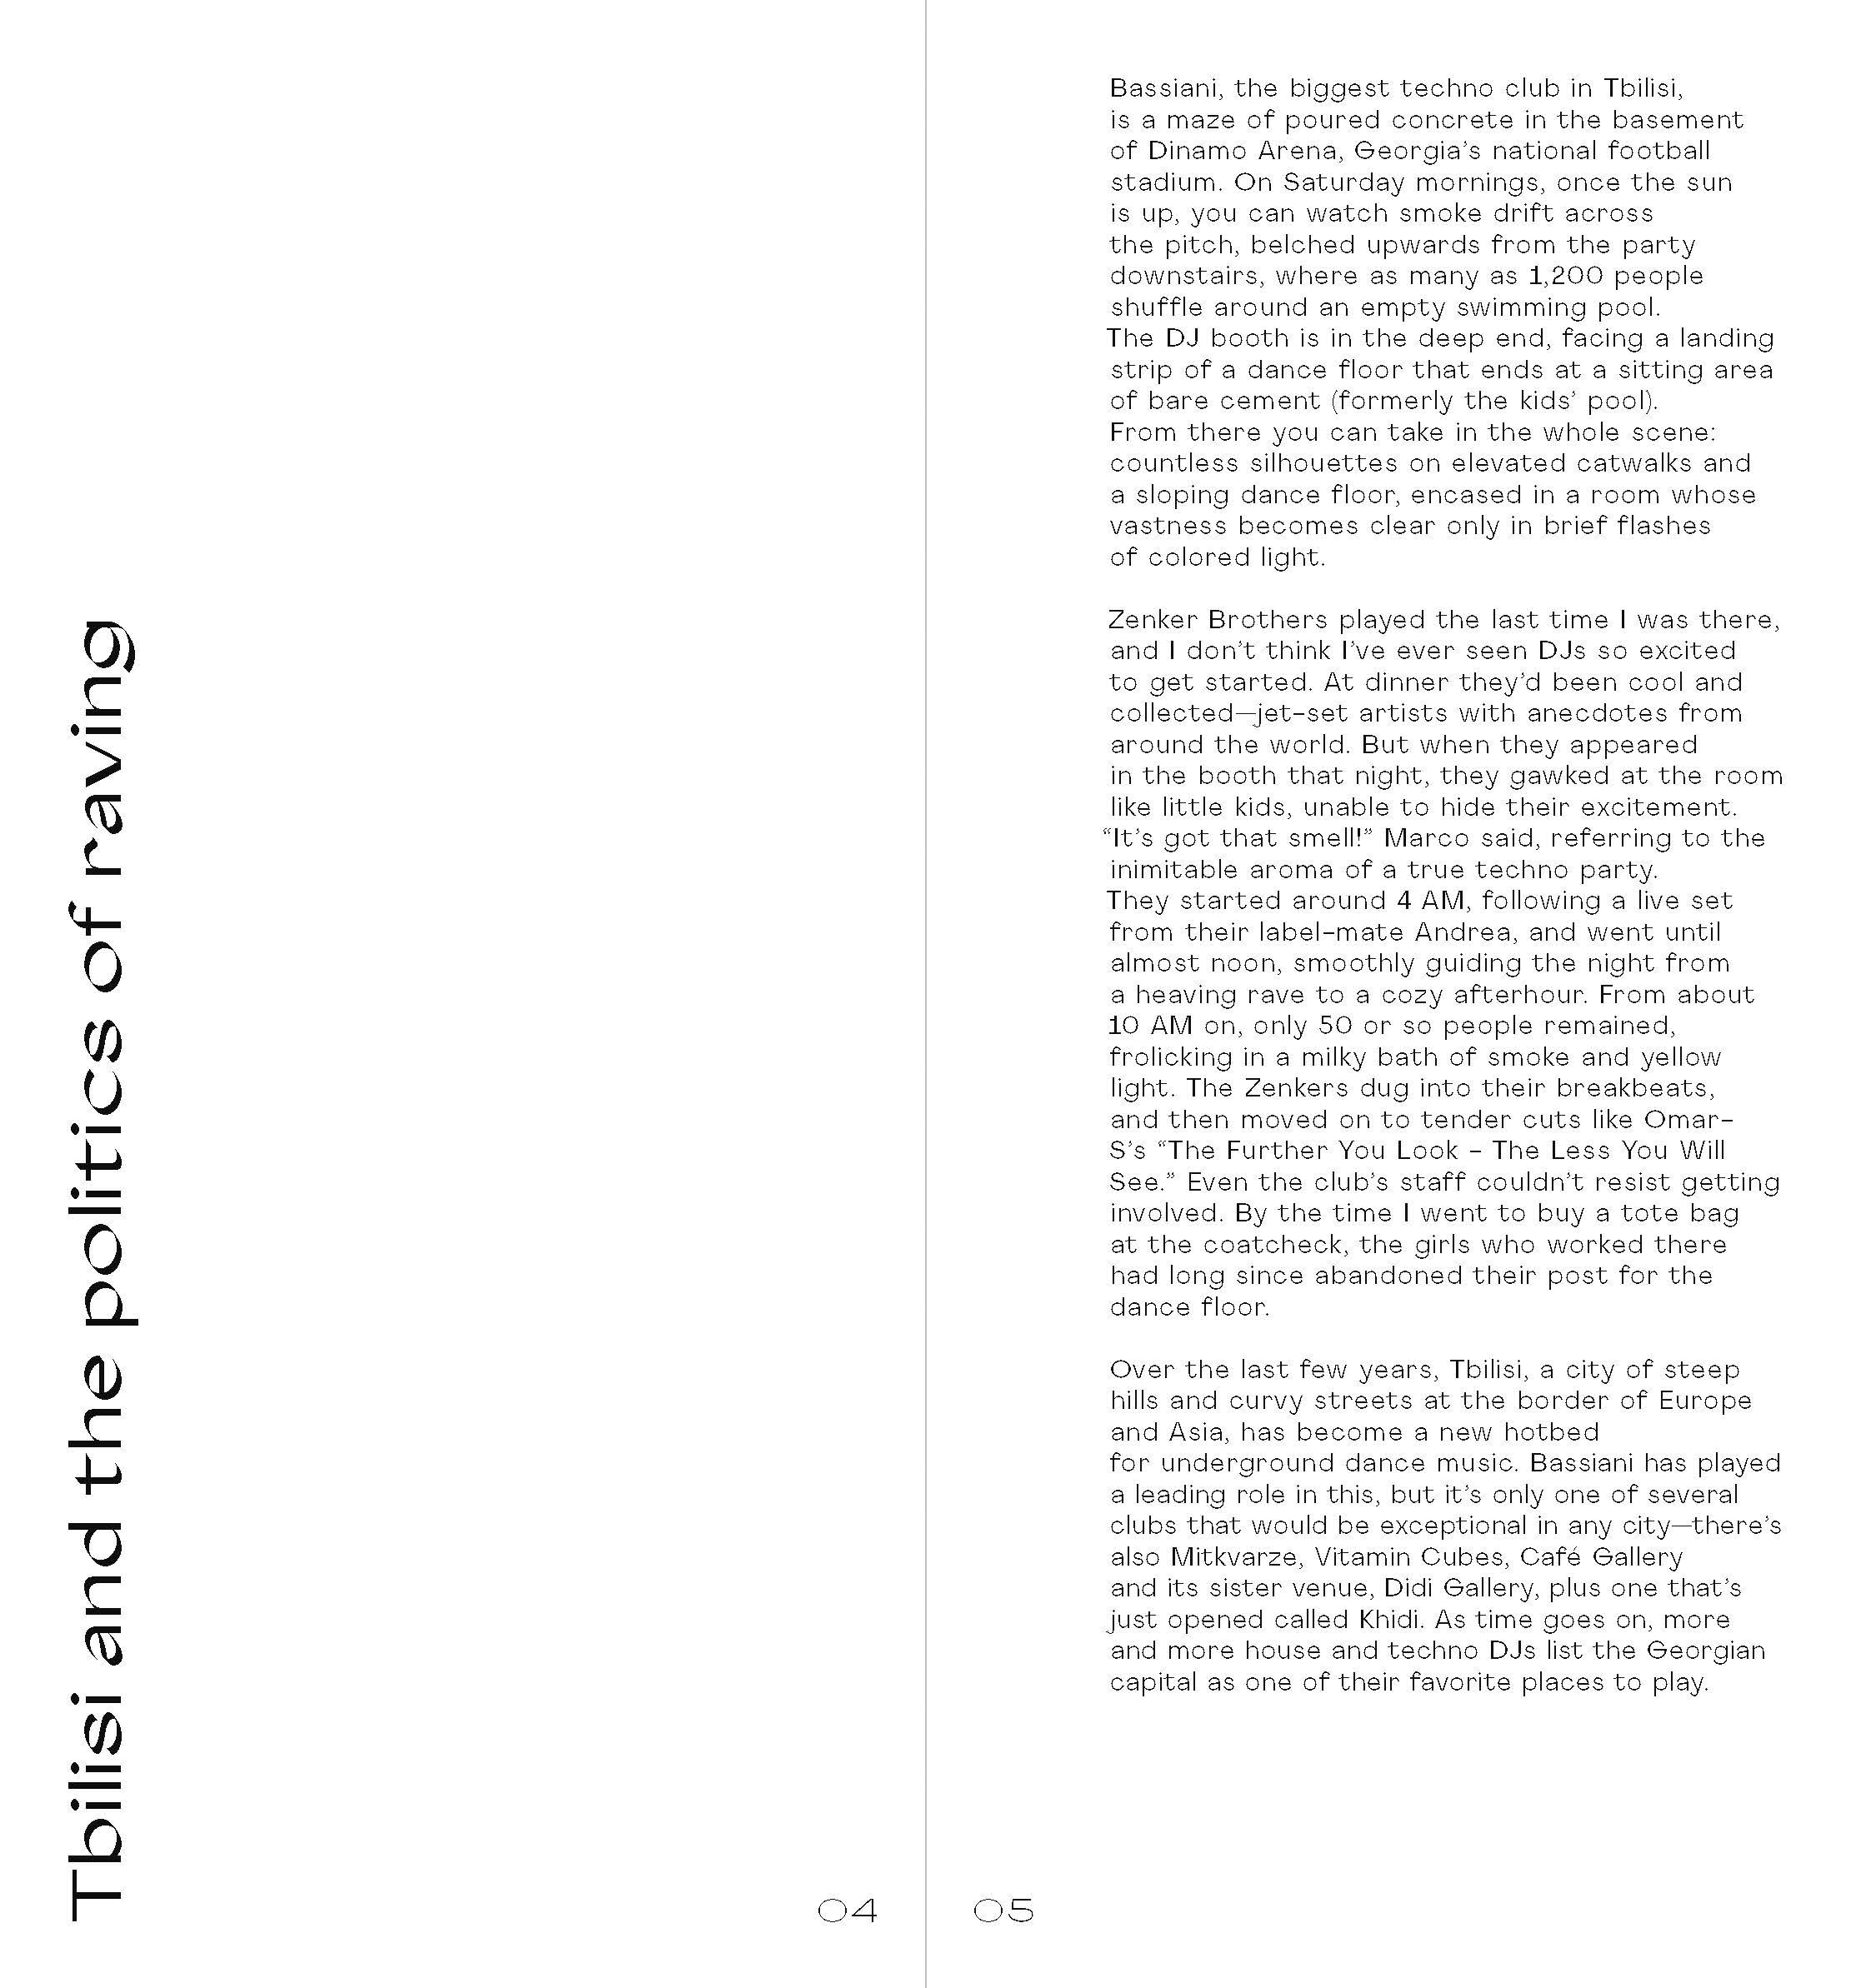 Tbilisi and the politics of raving
04
Bassiani, the biggest techno club in Tbilisi,
is a maze of poured concrete in the basement
of Dinamo Arena, Georgia’s national football
stadium. On Saturday mornings, once the sun
is up, you can watch smoke drift across
the pitch, belched upwards from the party
downstairs, where as many as 1,200 people
shuffle around an empty swimming pool.
The DJ booth is in the deep end, facing a landing
strip of a dance floor that ends at a sitting area
of bare cement (formerly the kids’ pool).
From there you can take in the whole scene:
countless silhouettes on elevated catwalks and
a sloping dance floor, encased in a room whose
vastness becomes clear only in brief flashes
of colored light.
Zenker Brothers played the last time I was there,
and I don’t think I’ve ever seen DJs so excited
to get started. At dinner they’d been cool and
collected—jet-set artists with anecdotes from
around the world. But when they appeared
in the booth that night, they gawked at the room
like little kids, unable to hide their excitement.
“It’s got that smell!” Marco said, referring to the
inimitable aroma of a true techno party.
They started around 4 AM, following a live set
from their label-mate Andrea, and went until
almost noon, smoothly guiding the night from
a heaving rave to a cozy afterhour. From about
10 AM on, only 50 or so people remained,
frolicking in a milky bath of smoke and yellow
light. The Zenkers dug into their breakbeats,
and then moved on to tender cuts like Omar-
S’s “The Further You Look - The Less You Will
See.” Even the club’s staff couldn’t resist getting
involved. By the time I went to buy a tote bag
at the coatcheck, the girls who worked there
had long since abandoned their post for the
dance floor.
Over the last few years, Tbilisi, a city of steep
hills and curvy streets at the border of Europe
and Asia, has become a new hotbed
for underground dance music. Bassiani has played
a leading role in this, but it’s only one of several
clubs that would be exceptional in any city—there’s
also Mitkvarze, Vitamin Cubes, Café Gallery
and its sister venue, Didi Gallery, plus one that’s
just opened called Khidi. As time goes on, more
and more house and techno DJs list the Georgian
capital as one of their favorite places to play.
05